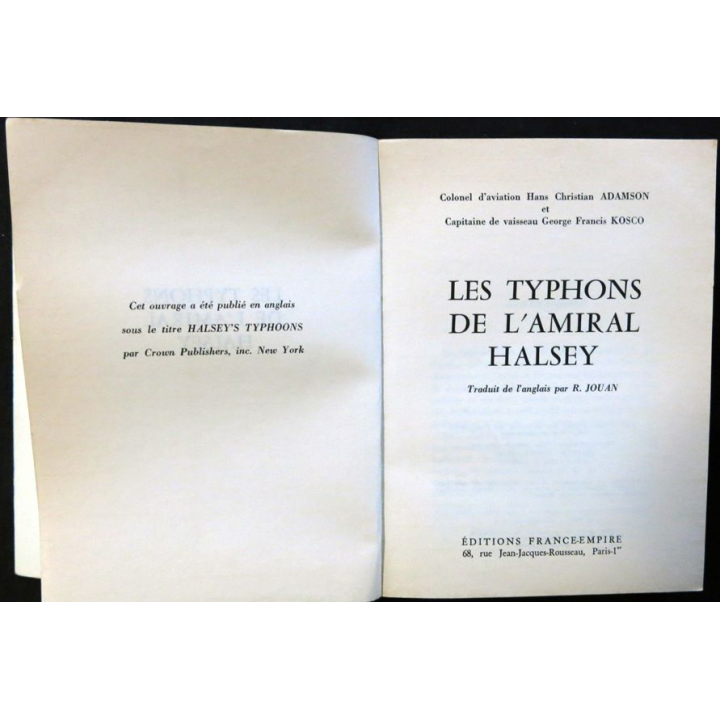 Cet ouvrage a été publié en anglais
sous le titre HALSEY'S TYPHOONS
par Crown Publishers, inc. New York
Colonel d'aviation Hans Christian ADAMSON
et
Capitaine de vaisseau George Francis KOSCO
LES TYPHONS
DE L'AMIRAL
HALSEY
Traduit de l'anglais par R. JOUAN
ÉDITIONS FRANCE-EMPIRE
68, rue Jean-Jacques-Rousseau, Paris-1er